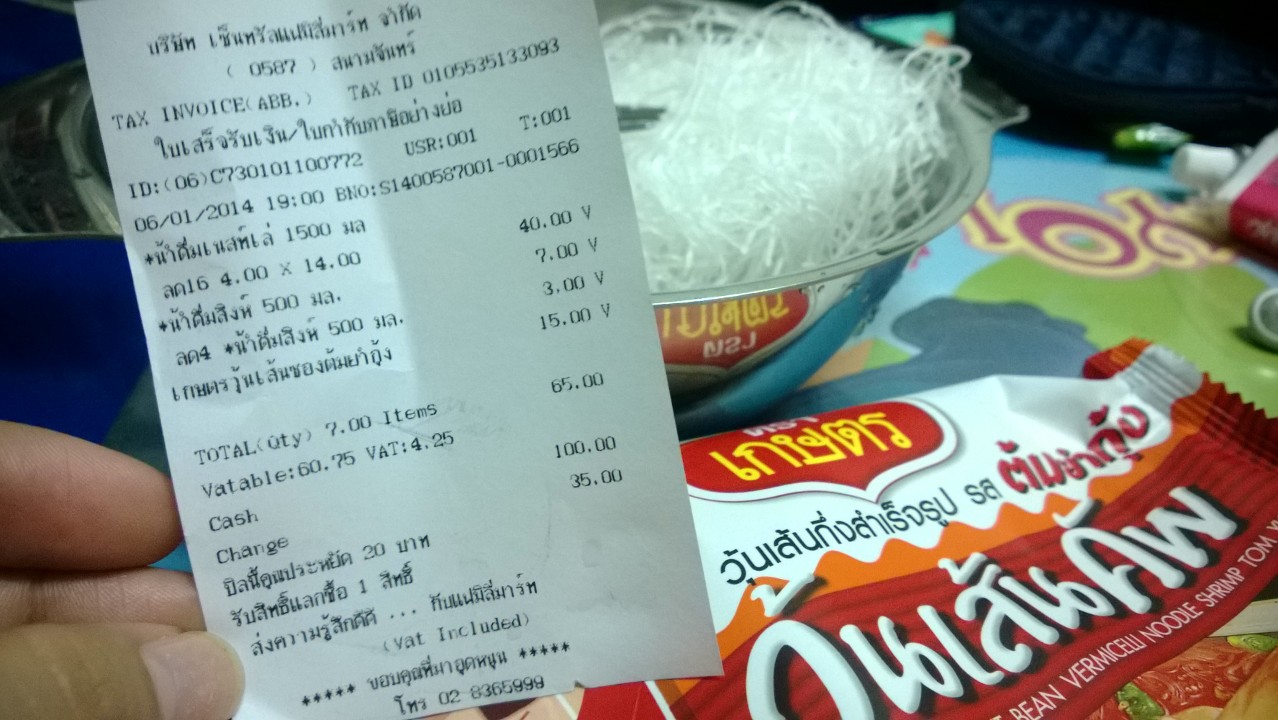 บริษัท เซ็นทรัลแฟมิลี่มาร์ท จำกัด
( 0587 ) สนามจันทร์
TAX INVOICE(ABB.) TAX ID 0105535133093
ใบเสร็จรับเงิน/ใบกำกับภาษีอย่างย่อ
ID:(06)C730101100772 USR:001 T:001
06/01/2014 19:00 BNO:S1400587001-0001566
*น้ำดื่มเนสท์เล่ 1500 มล 40.00 V
ลด16 4.00 X 14.00
*น้ำดื่มสิงห์ 500 มล. 7.00 V
ลด4 *น้ำดื่มสิงห์ 500 มล. 3.00 V
เกษตรวุ้นเส้นซองต้มยำกุ้ง 15.00 V
TOTAL(Qty) 7.00 Items 65.00
Vatable:60.75 VAT:4.25
Cash 100.00
Change 35.00
บิลนี้คุณประหยัด 20 บาท
รับสิทธิ์แลกซื้อ 1 สิทธิ์
ส่งความรู้สึกดีดี ... กับแฟมิลี่มาร์ท
(Vat Included)
***** ขอบคุณที่มาอุดหนุน *****
โทร 02 8365999
ตรา
เกษตร
วุ้นเส้นกึ่งสำเร็จรูป รส ต้มยำกุ้ง
วุ้นเส้นคัพ
BEAN VERMICELLI NOODLE SHRIMP TOM